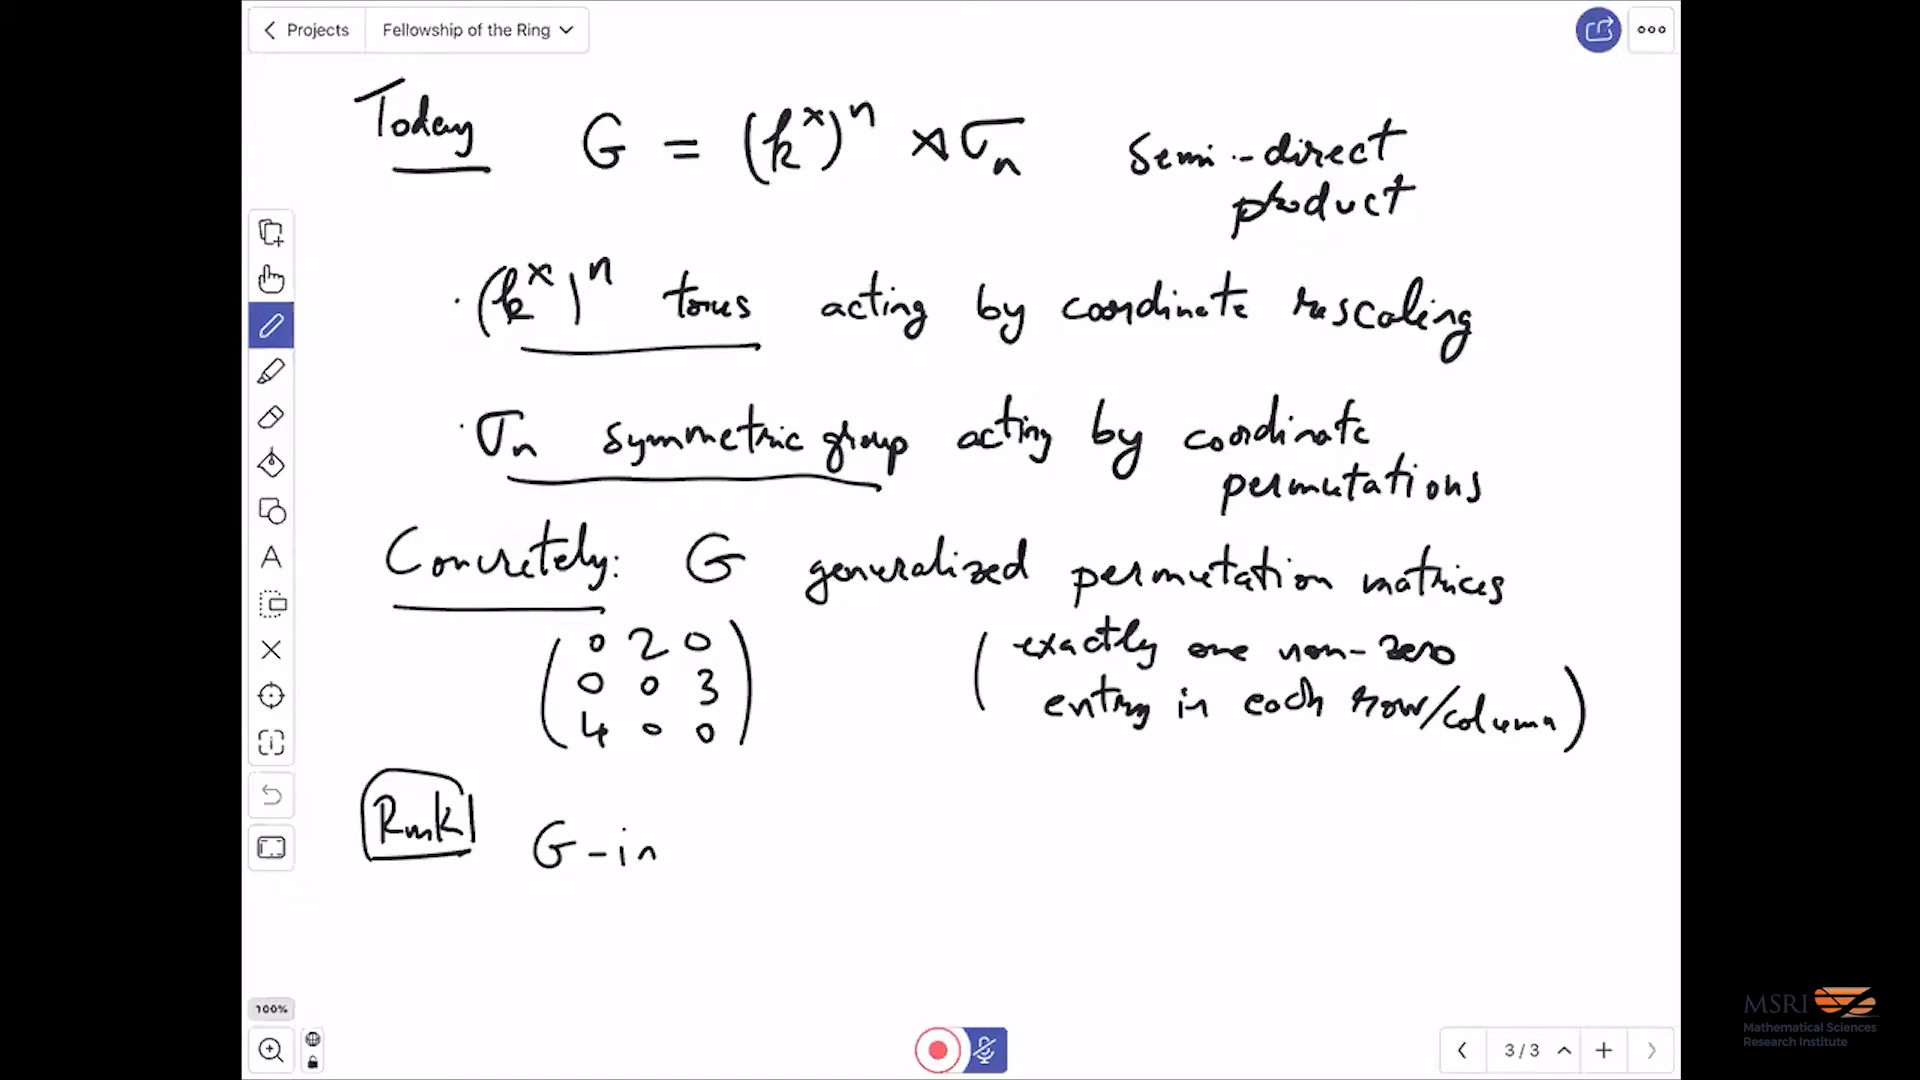 Projects
Fellowship of the Ring
Today G = (k^×)^n ⋊ σ_n semi-direct
product
· (k^×)^n torus acting by coordinate rescaling
· σ_n symmetric group acting by coordinate
permutations
Concretely: G generalized permutation matrices
0 2 0
0 0 3
4 0 0
( exactly one non-zero
entry in each row/column )
Rmk G-in
A
100%
3/3
MSRI
Mathematical Sciences
Research Institute